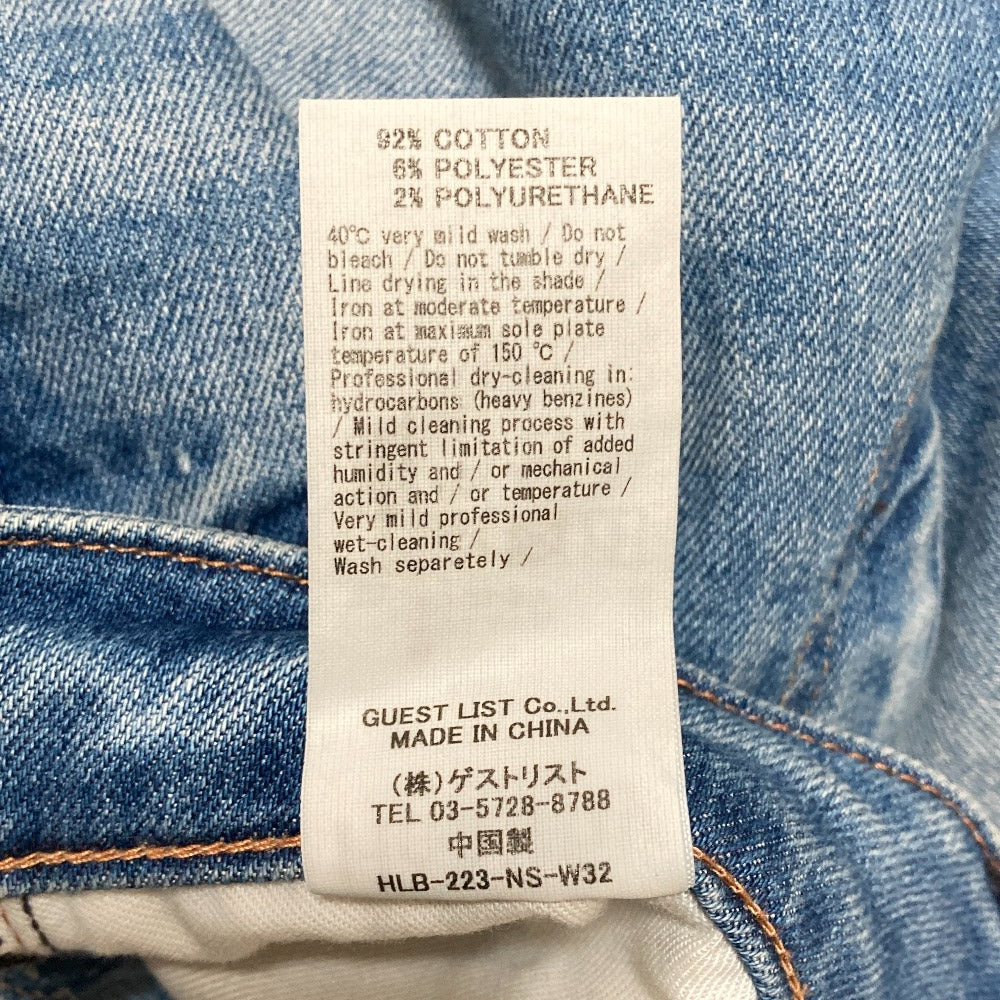 92% COTTON
6% POLYESTER
2% POLYURETHANE
40℃ very mild wash / Do not
bleach / Do not tumble dry /
Line drying in the shade /
Iron at moderate temperature /
Iron at maximum sole plate
temperature of 150 ℃ /
Professional dry-cleaning in:
hydrocarbons (heavy benzines)
/ Mild cleaning process with
stringent limitation of added
humidity and / or mechanical
action and / or temperature /
Very mild professional
wet-cleaning /
Wash separetely /
GUEST LIST Co.,Ltd.
MADE IN CHINA
(株)ゲストリスト
TEL 03-5728-8788
中国製
HLB-223-NS-W32